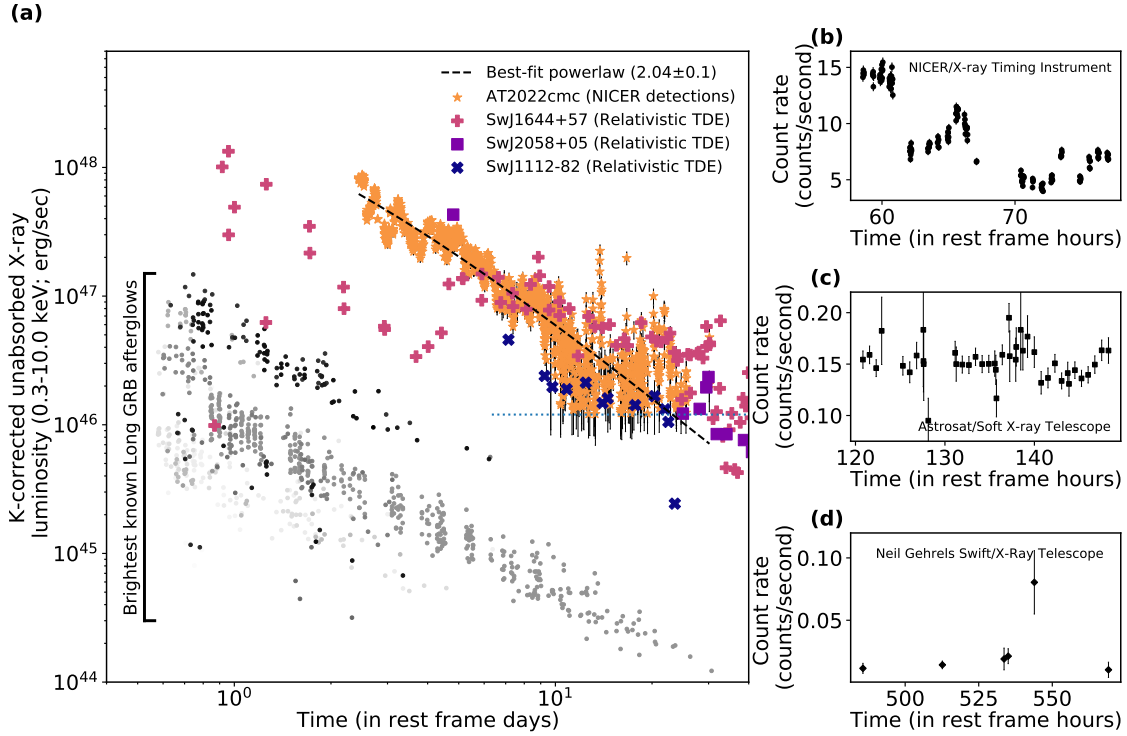 (a)
K-corrected unabsorbed X-ray
luminosity (0.3-10.0 keV; erg/sec)
10^48
10^47
10^46
10^45
10^44
Best-fit powerlaw (2.04±0.1)
AT2022cmc (NICER detections)
SwJ1644+57 (Relativistic TDE)
SwJ2058+05 (Relativistic TDE)
SwJ1112-82 (Relativistic TDE)
Brightest known Long GRB afterglows
10^0
10^1
Time (in rest frame days)
(b)
Count rate
(counts/second)
15
10
5
NICER/X-ray Timing Instrument
60
70
Time (in rest frame hours)
(c)
Count rate
(counts/second)
0.20
0.15
0.10
Astrosat/Soft X-ray Telescope
120
130
140
Time (in rest frame hours)
(d)
Count rate
(counts/second)
0.10
0.05
Neil Gehrels Swift/X-Ray Telescope
500
525
550
Time (in rest frame hours)